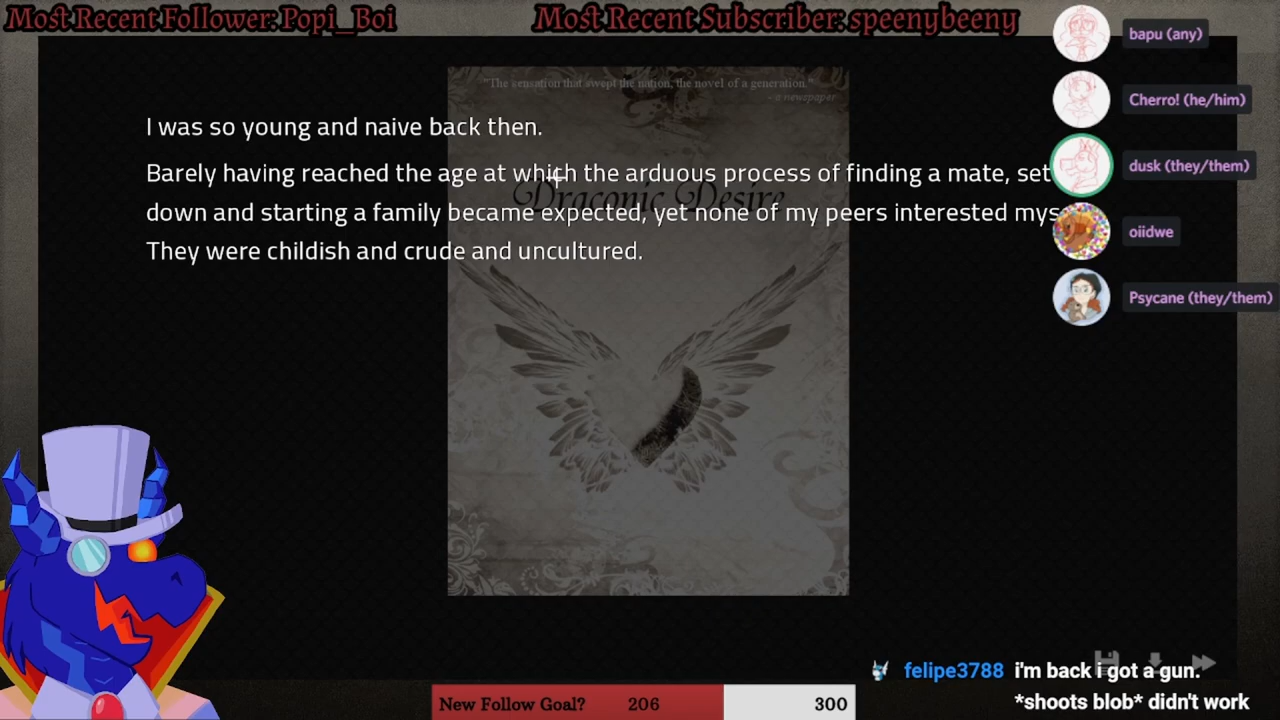 Most Recent Follower: Popi_Boi
Most Recent Subscriber: speenybeeny
bapu (any)
Cherro! (he/him)
dusk (they/them)
oiidwe
Psycane (they/them)
"The sensation that swept the nation, the novel of a generation."
- a newspaper
Draconic Desire
I was so young and naive back then.
Barely having reached the age at which the arduous process of finding a mate, set
down and starting a family became expected, yet none of my peers interested mys
They were childish and crude and uncultured.
felipe3788 i'm back i got a gun.
*shoots blob* didn't work
New Follow Goal? 206 300